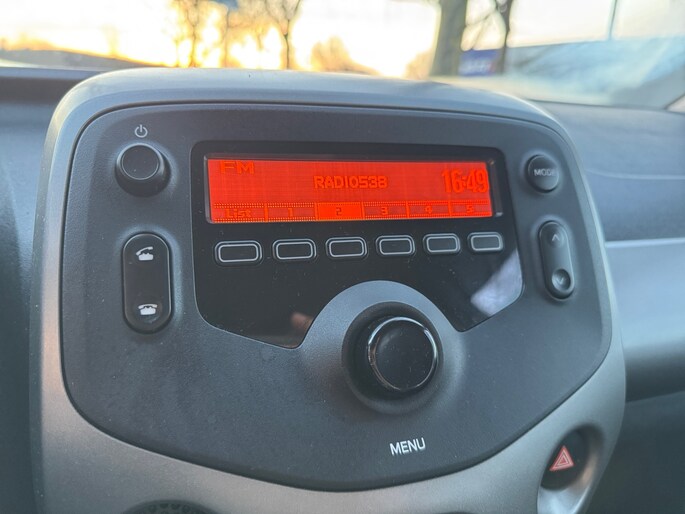 FM
RADIO538
16:49
MODE
List 1 2 3 4 5
MENU